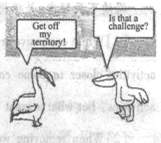 Get off
my
territory!
Is that a
challenge?